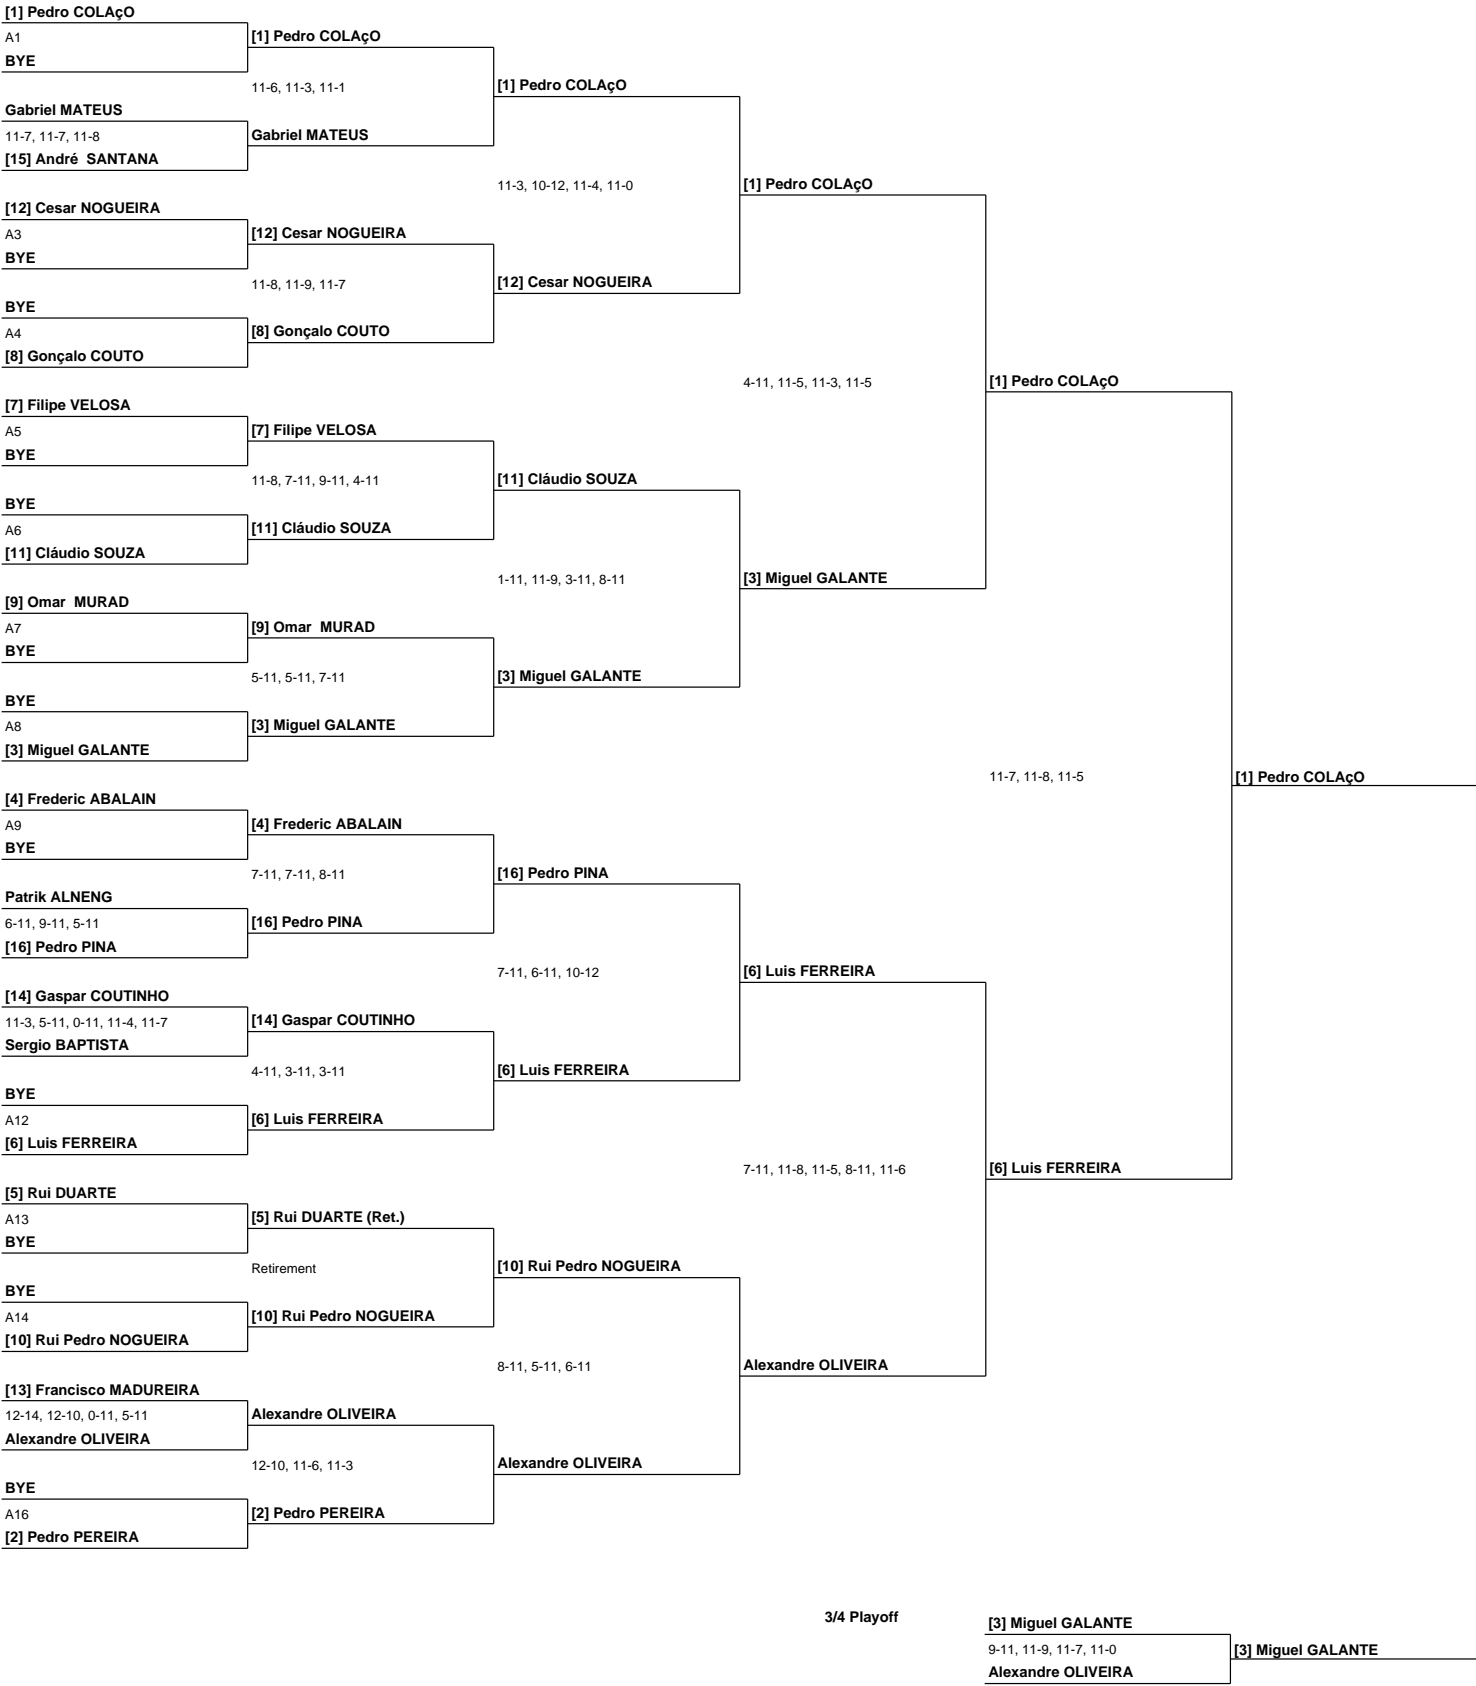 [1] Pedro COLAçO
A1
BYE
[1] Pedro COLAçO
11-6, 11-3, 11-1
[1] Pedro COLAçO
Gabriel MATEUS
11-7, 11-7, 11-8
Gabriel MATEUS
[15] André  SANTANA
11-3, 10-12, 11-4, 11-0
[1] Pedro COLAçO
[12] Cesar NOGUEIRA
A3
BYE
[12] Cesar NOGUEIRA
11-8, 11-9, 11-7
[12] Cesar NOGUEIRA
BYE
A4
[8] Gonçalo COUTO
[8] Gonçalo COUTO
4-11, 11-5, 11-3, 11-5
[1] Pedro COLAçO
[7] Filipe VELOSA
A5
BYE
[7] Filipe VELOSA
11-8, 7-11, 9-11, 4-11
[11] Cláudio SOUZA
BYE
A6
[11] Cláudio SOUZA
[11] Cláudio SOUZA
1-11, 11-9, 3-11, 8-11
[3] Miguel GALANTE
[9] Omar  MURAD
A7
BYE
[9] Omar  MURAD
5-11, 5-11, 7-11
[3] Miguel GALANTE
BYE
A8
[3] Miguel GALANTE
[3] Miguel GALANTE
11-7, 11-8, 11-5
[1] Pedro COLAçO
[4] Frederic ABALAIN
A9
BYE
[4] Frederic ABALAIN
7-11, 7-11, 8-11
[16] Pedro PINA
Patrik ALNENG
6-11, 9-11, 5-11
[16] Pedro PINA
[16] Pedro PINA
7-11, 6-11, 10-12
[6] Luis FERREIRA
[14] Gaspar COUTINHO
11-3, 5-11, 0-11, 11-4, 11-7
Sergio BAPTISTA
[14] Gaspar COUTINHO
4-11, 3-11, 3-11
[6] Luis FERREIRA
BYE
A12
[6] Luis FERREIRA
[6] Luis FERREIRA
7-11, 11-8, 11-5, 8-11, 11-6
[6] Luis FERREIRA
[5] Rui DUARTE
A13
BYE
[5] Rui DUARTE (Ret.)
Retirement
[10] Rui Pedro NOGUEIRA
BYE
A14
[10] Rui Pedro NOGUEIRA
[10] Rui Pedro NOGUEIRA
8-11, 5-11, 6-11
Alexandre OLIVEIRA
[13] Francisco MADUREIRA
12-14, 12-10, 0-11, 5-11
Alexandre OLIVEIRA
Alexandre OLIVEIRA
12-10, 11-6, 11-3
Alexandre OLIVEIRA
BYE
A16
[2] Pedro PEREIRA
[2] Pedro PEREIRA
3/4 Playoff
[3] Miguel GALANTE
9-11, 11-9, 11-7, 11-0
[3] Miguel GALANTE
Alexandre OLIVEIRA